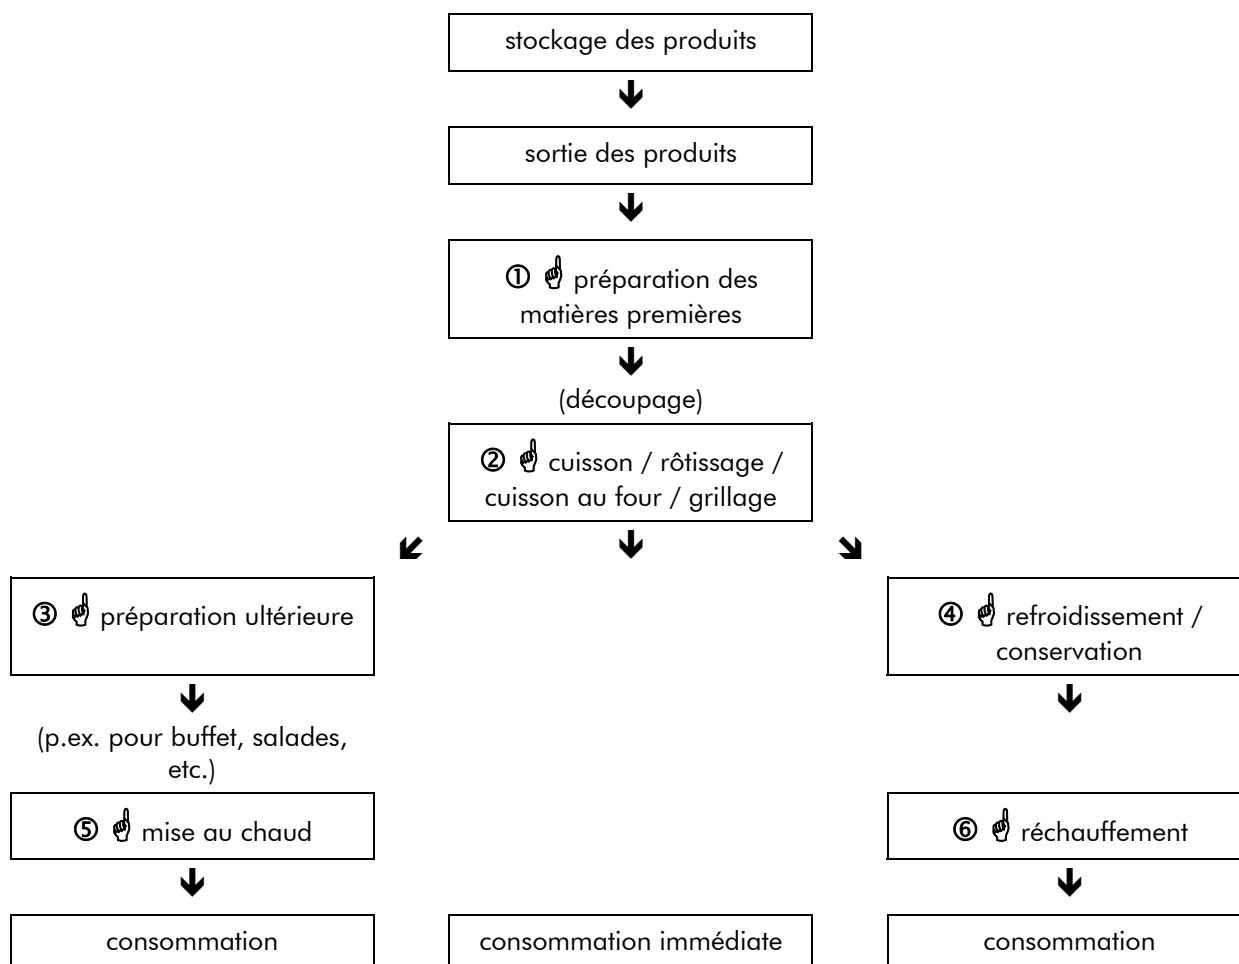 stockage des produits
sortie des produits
① ☝ préparation des
matières premières
(découpage)
② ☝ cuisson / rôtissage /
cuisson au four / grillage
③ ☝ préparation ultérieure
④ ☝ refroidissement /
conservation
(p.ex. pour buffet, salades,
etc.)
⑤ ☝ mise au chaud
⑥ ☝ réchauffement
consommation
consommation immédiate
consommation